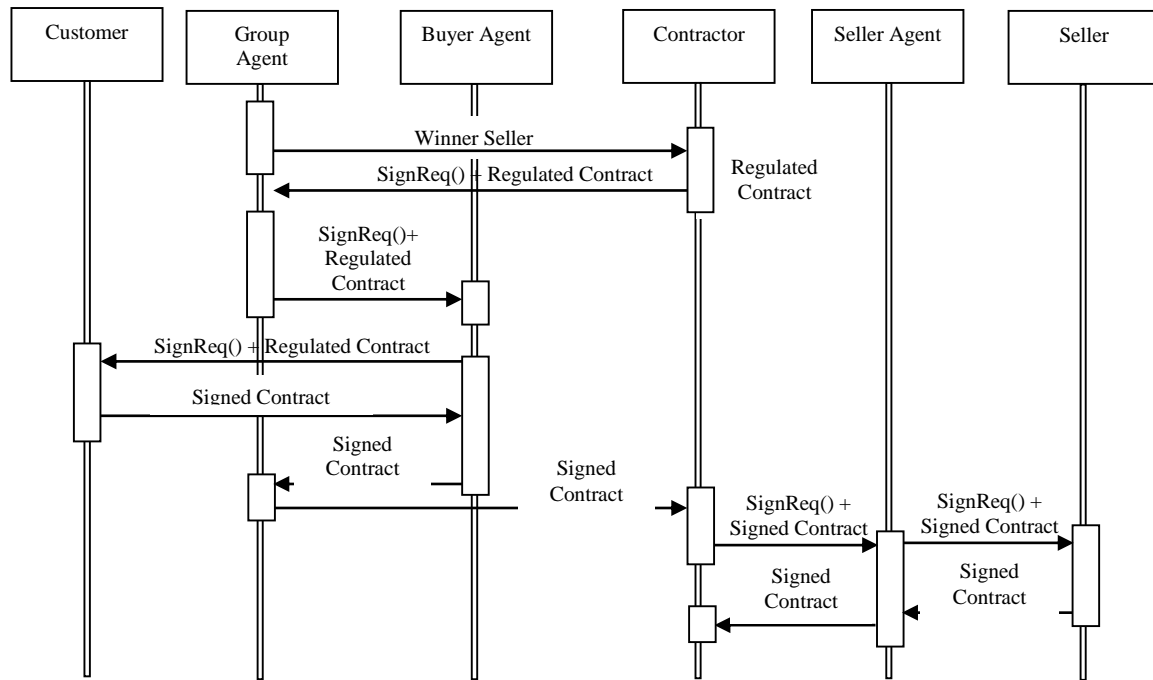 Customer
Group
Agent
Buyer Agent
Contractor
Seller Agent
Seller
Winner Seller
SignReq() + Regulated Contract
Regulated
Contract
SignReq()+
Regulated
Contract
SignReq() + Regulated Contract
Signed Contract
Signed
Contract
Signed
Contract
SignReq() +
Signed Contract
SignReq() +
Signed Contract
Signed
Contract
Signed
Contract